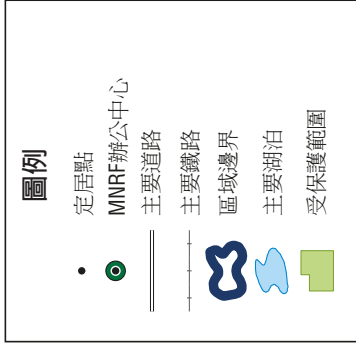 圖例
定居點
MNRF辦公中心
主要道路
主要鐵路
區域邊界
主要湖泊
受保護範圍